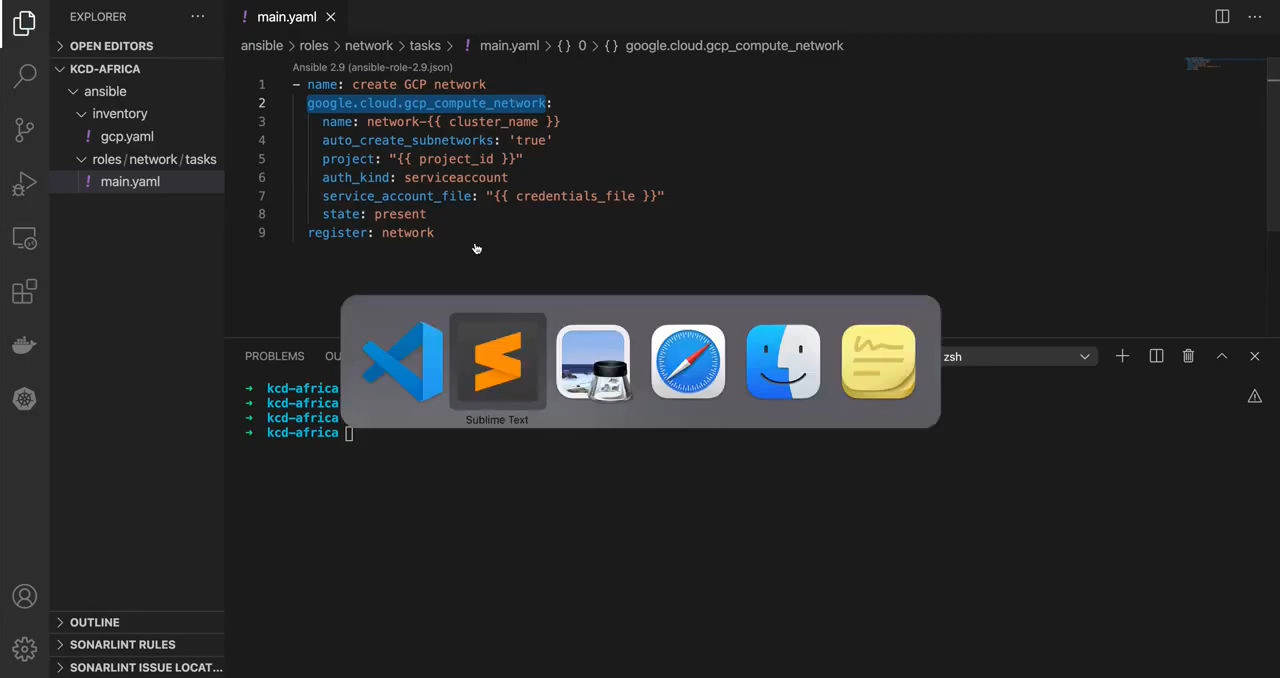 EXPLORER
OPEN EDITORS
KCD-AFRICA
ansible
inventory
! gcp.yaml
roles/network/tasks
! main.yaml
OUTLINE
SONARLINT RULES
SONARLINT ISSUE LOCAT...
! main.yaml
ansible > roles > network > tasks > ! main.yaml > {} 0 > {} google.cloud.gcp_compute_network
Ansible 2.9 (ansible-role-2.9.json)
1 - name: create GCP network
2 google.cloud.gcp_compute_network:
3 name: network-{{ cluster_name }}
4 auto_create_subnetworks: 'true'
5 project: "{{ project_id }}"
6 auth_kind: serviceaccount
7 service_account_file: "{{ credentials_file }}"
8 state: present
9 register: network
Sublime Text
PROBLEMS OU
zsh
→ kcd-africa
→ kcd-africa
→ kcd-africa
→ kcd-africa